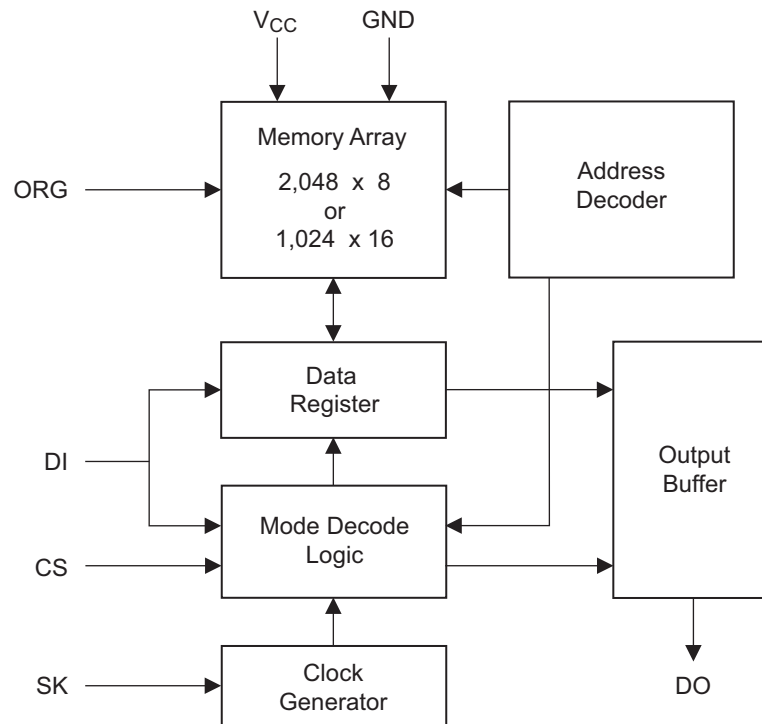 VCC
GND
Memory Array
2,048 x 8
or
1,024 x 16
Address
Decoder
ORG
Data
Register
DI
Output
Buffer
Mode Decode
Logic
CS
Clock
Generator
SK
DO